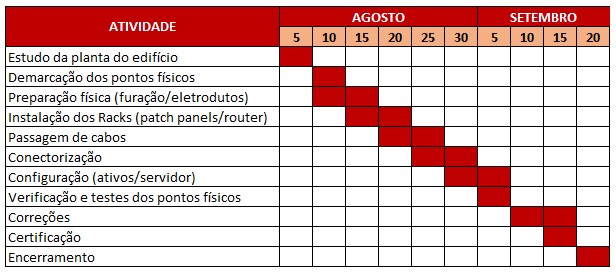 ATIVIDADE AGOSTO SETEMBRO
5 10 15 20 25 30 5 10 15 20
Estudo da planta do edifício
Demarcação dos pontos físicos
Preparação física (furação/eletrodutos)
Instalação dos Racks (patch panels/router)
Passagem de cabos
Conectorização
Configuração (ativos/servidor)
Verificação e testes dos pontos físicos
Correções
Certificação
Encerramento